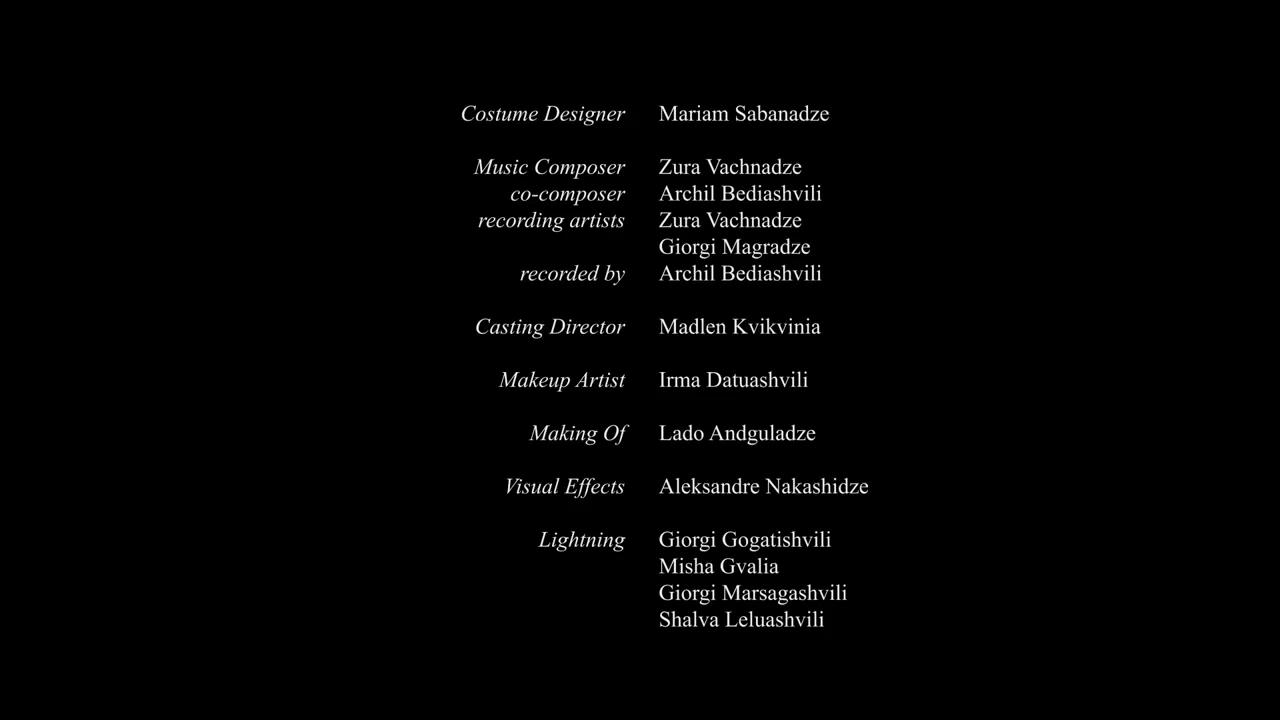 Costume Designer Mariam Sabanadze
Music Composer Zura Vachnadze
co-composer Archil Bediashvili
recording artists Zura Vachnadze
Giorgi Magradze
recorded by Archil Bediashvili
Casting Director Madlen Kvikvinia
Makeup Artist Irma Datuashvili
Making Of Lado Andguladze
Visual Effects Aleksandre Nakashidze
Lightning Giorgi Gogatishvili
Misha Gvalia
Giorgi Marsagashvili
Shalva Leluashvili